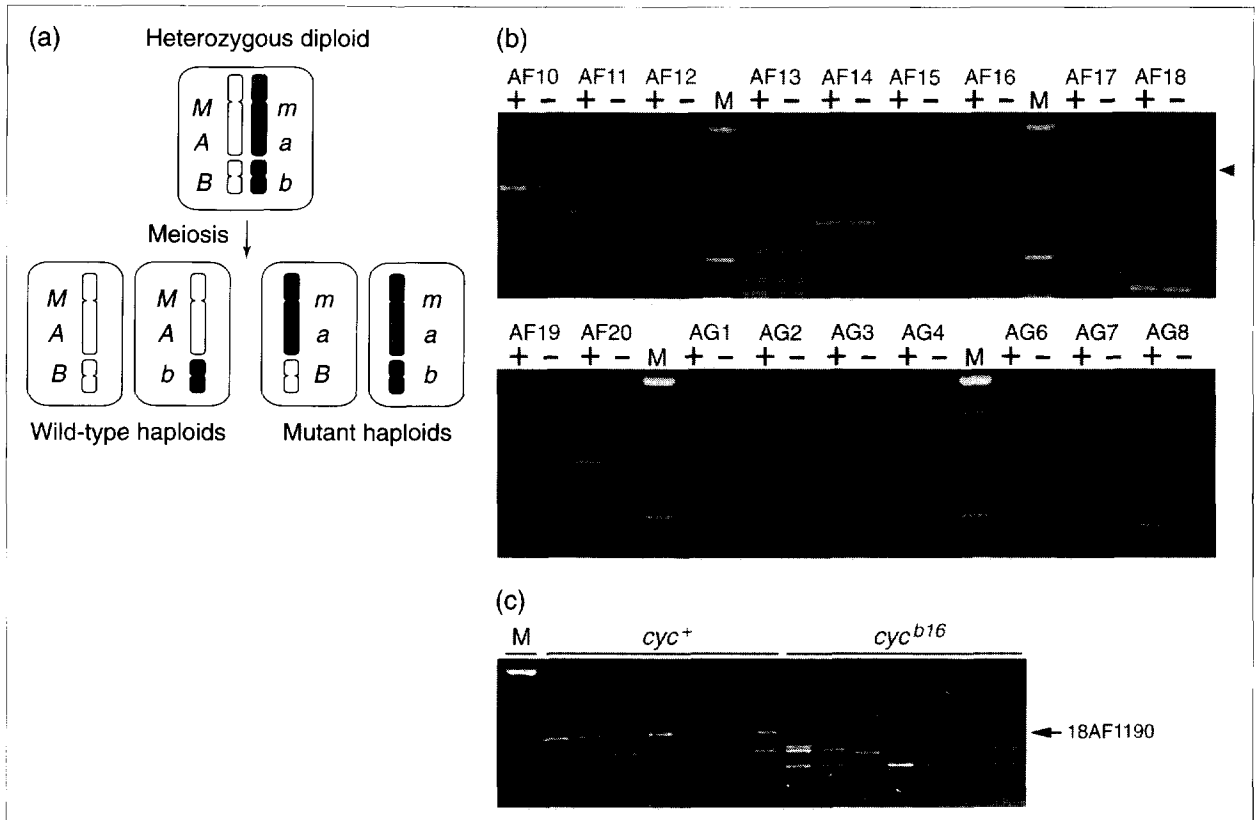 (a)
Heterozygous diploid
M m
A a
B b
Meiosis
M M m m
A A a a
B b B b
Wild-type haploids Mutant haploids
(b)
AF10 AF11 AF12 AF13 AF14 AF15 AF16 AF17 AF18
+ − + − + − M + − + − + − + − M + − + −
AF19 AF20 AG1 AG2 AG3 AG4 AG6 AG7 AG8
+ − + − M + − + − + − + − M + − + − + −
(c)
M cyc+ cycb16
18AF1190